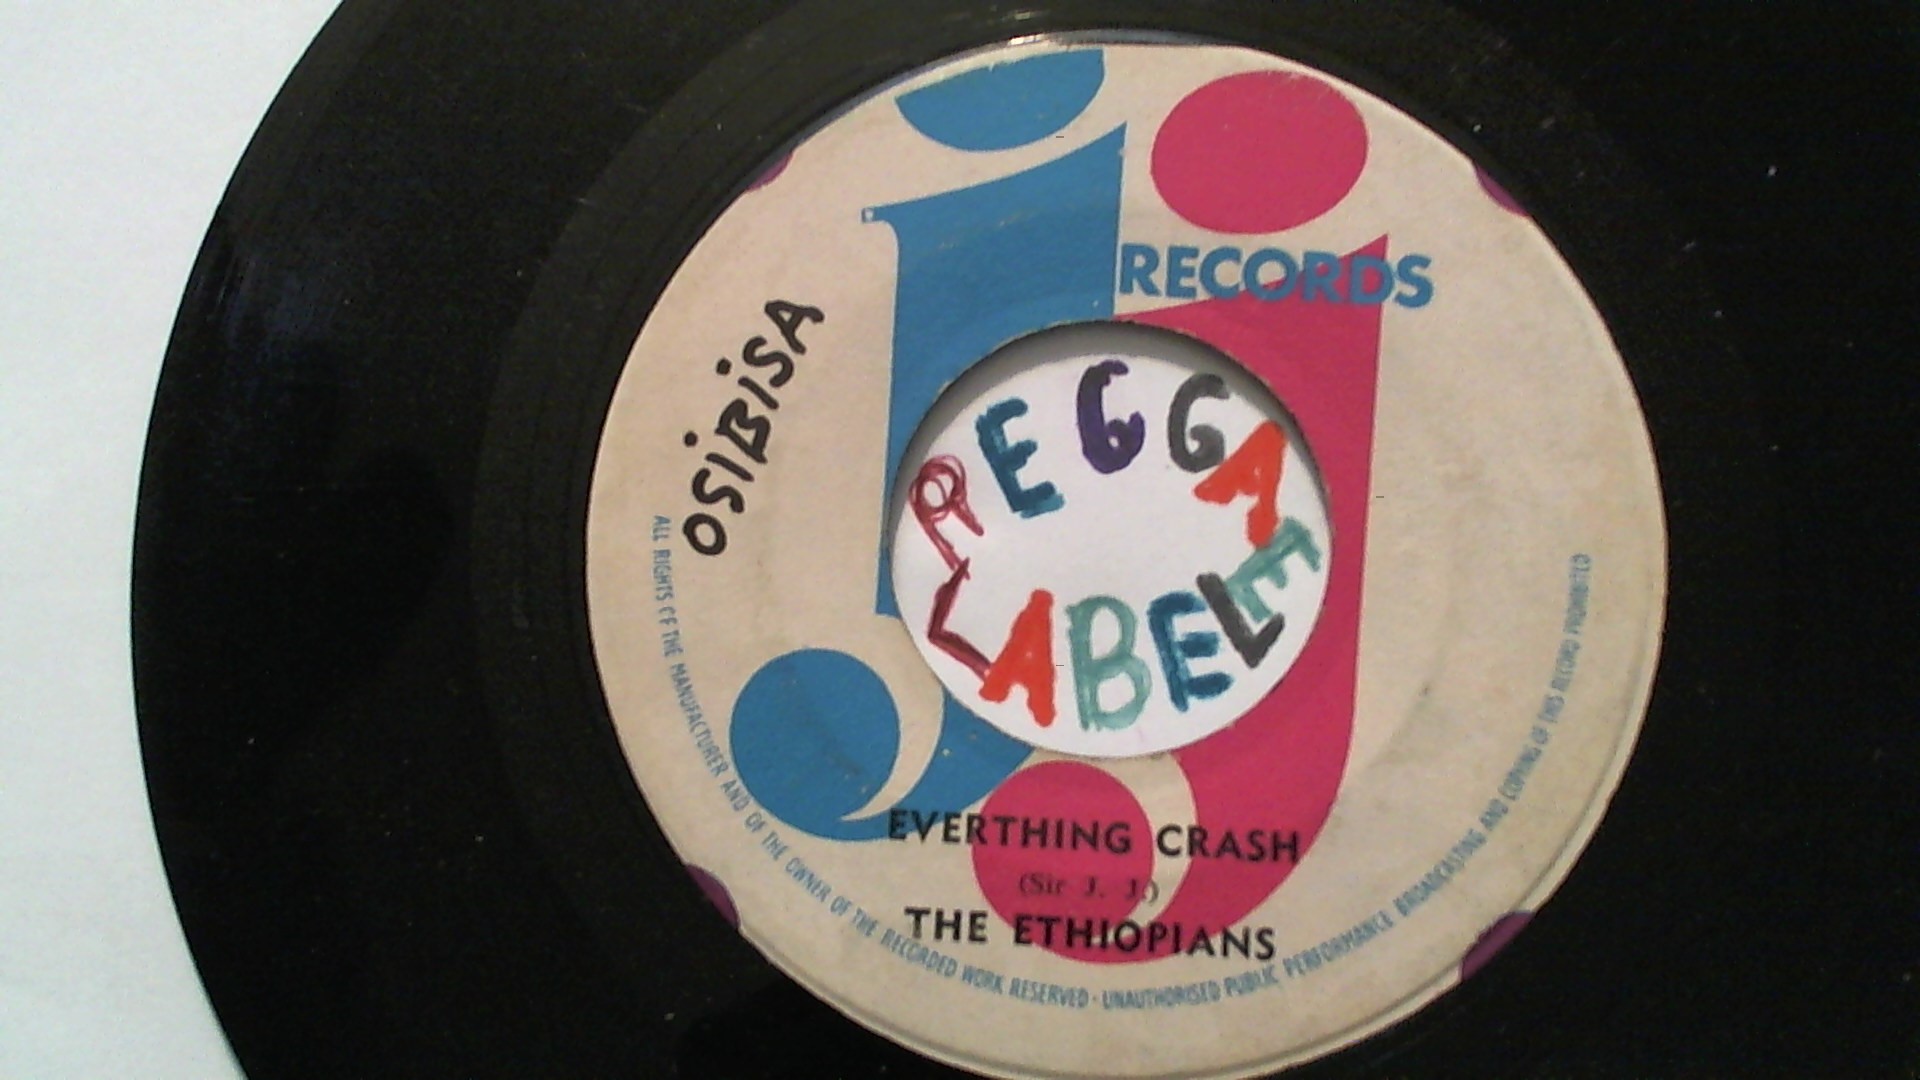 jj
RECORDS
OSiBiSA
REGGAE
LABEL
EVERTHING CRASH
(Sir J. J.)
THE ETHIOPIANS
ALL RIGHTS OF THE MANUFACTURER AND OF THE OWNER OF THE RECORDED WORK RESERVED · UNAUTHORISED PUBLIC PERFORMANCE BROADCASTING AND COPYING OF THIS RECORD PROHIBITED